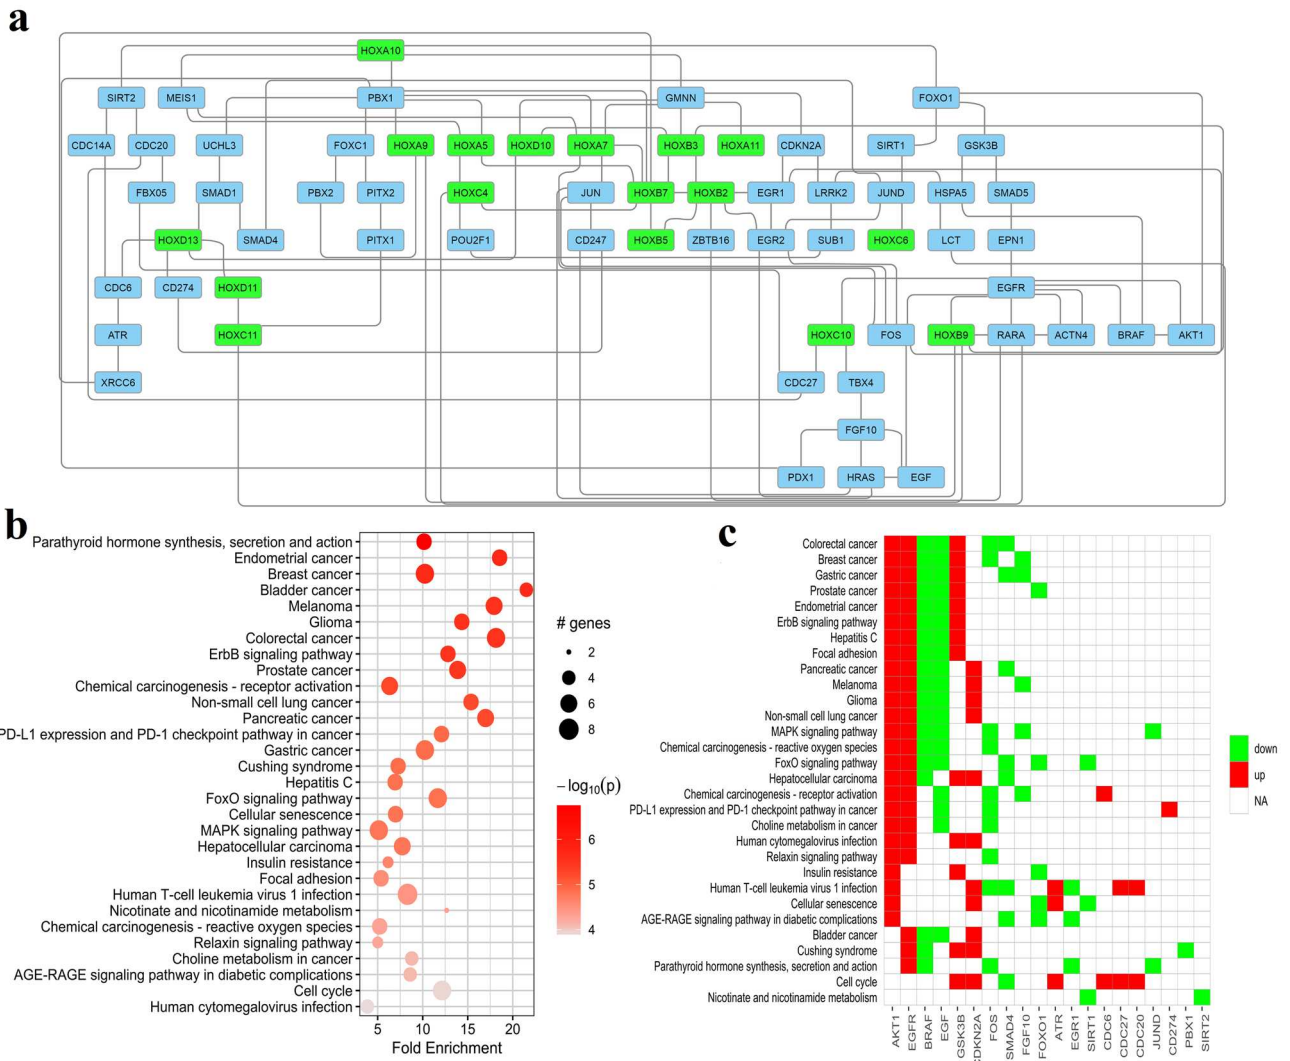 a
HOXA10
SIRT2 MEIS1 PBX1 GMNN FOXO1
CDC14A CDC20 UCHL3 FOXC1 HOXA9 HOXA5 HOXD10 HOXA7 HOXB3 HOXA11 CDKN2A SIRT1 GSK3B
FBXO5 SMAD1 PBX2 PITX2 HOXC4 JUN HOXB7 HOXB2 EGR1 LRRK2 JUND HSPA5 SMAD5
HOXD13 SMAD4 PITX1 POU2F1 CD247 HOXB5 ZBTB16 EGR2 SUB1 HOXC6 LCT EPN1
CDC6 CD274 HOXD11 EGFR
ATR HOXC11 HOXC10 FOS HOXB9 RARA ACTN4 BRAF AKT1
XRCC6 CDC27 TBX4
FGF10
PDX1 HRAS EGF
b
Parathyroid hormone synthesis, secretion and action
Endometrial cancer
Breast cancer
Bladder cancer
Melanoma
Glioma
Colorectal cancer
ErbB signaling pathway
Prostate cancer
Chemical carcinogenesis - receptor activation
Non-small cell lung cancer
Pancreatic cancer
PD-L1 expression and PD-1 checkpoint pathway in cancer
Gastric cancer
Cushing syndrome
Hepatitis C
FoxO signaling pathway
Cellular senescence
MAPK signaling pathway
Hepatocellular carcinoma
Insulin resistance
Focal adhesion
Human T-cell leukemia virus 1 infection
Nicotinate and nicotinamide metabolism
Chemical carcinogenesis - reactive oxygen species
Relaxin signaling pathway
Choline metabolism in cancer
AGE-RAGE signaling pathway in diabetic complications
Cell cycle
Human cytomegalovirus infection
5 10 15 20
Fold Enrichment
# genes
2
4
6
8
−log10(p)
6
5
4
c
Colorectal cancer
Breast cancer
Gastric cancer
Prostate cancer
Endometrial cancer
ErbB signaling pathway
Hepatitis C
Focal adhesion
Pancreatic cancer
Melanoma
Glioma
Non-small cell lung cancer
MAPK signaling pathway
Chemical carcinogenesis - reactive oxygen species
FoxO signaling pathway
Hepatocellular carcinoma
Chemical carcinogenesis - receptor activation
PD-L1 expression and PD-1 checkpoint pathway in cancer
Choline metabolism in cancer
Human cytomegalovirus infection
Relaxin signaling pathway
Insulin resistance
Human T-cell leukemia virus 1 infection
Cellular senescence
AGE-RAGE signaling pathway in diabetic complications
Bladder cancer
Cushing syndrome
Parathyroid hormone synthesis, secretion and action
Cell cycle
Nicotinate and nicotinamide metabolism
AKT1
EGFR
BRAF
EGF
GSK3B
CDKN2A
FOS
SMAD4
FGF10
FOXO1
ATR
EGR1
SIRT1
CDC6
CDC27
CDC20
JUND
CD274
PBX1
SIRT2
down
up
NA